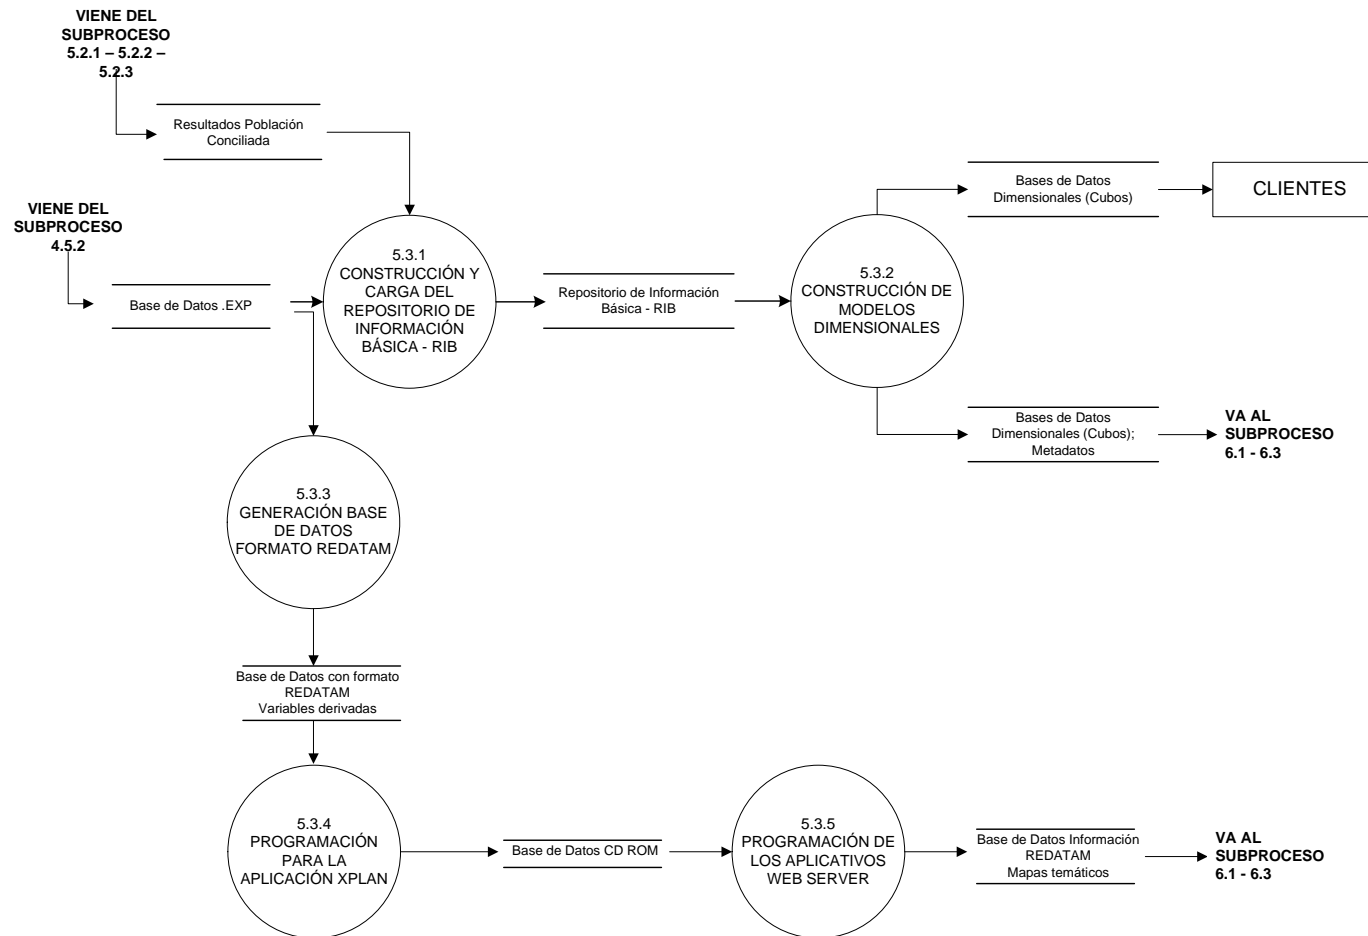 VIENE DEL
SUBPROCESO
5.2.1 – 5.2.2 –
5.2.3
Resultados Población
Conciliada
VIENE DEL
SUBPROCESO
4.5.2
Base de Datos .EXP
5.3.1
CONSTRUCCIÓN Y
CARGA DEL
REPOSITORIO DE
INFORMACIÓN
BÁSICA - RIB
Repositorio de Información
Básica - RIB
5.3.2
CONSTRUCCIÓN DE
MODELOS
DIMENSIONALES
Bases de Datos
Dimensionales (Cubos)
CLIENTES
Bases de Datos
Dimensionales (Cubos);
Metadatos
VA AL
SUBPROCESO
6.1 - 6.3
5.3.3
GENERACIÓN BASE
DE DATOS
FORMATO REDATAM
Base de Datos con formato
REDATAM
Variables derivadas
5.3.4
PROGRAMACIÓN
PARA LA
APLICACIÓN XPLAN
Base de Datos CD ROM
5.3.5
PROGRAMACIÓN DE
LOS APLICATIVOS
WEB SERVER
Base de Datos Información
REDATAM
Mapas temáticos
VA AL
SUBPROCESO
6.1 - 6.3